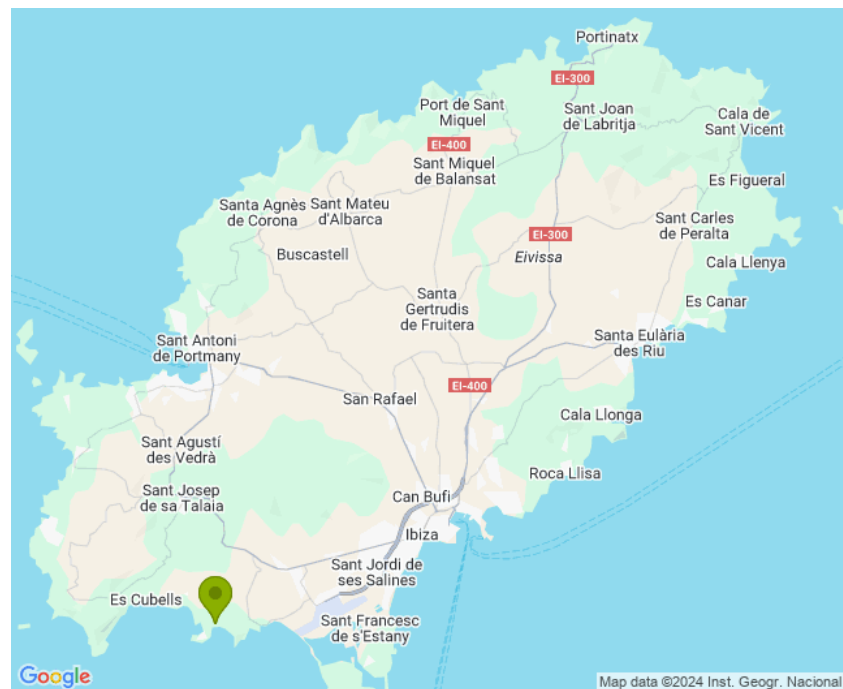 Portinatx
EI-300
Port de Sant
Miquel
Sant Joan
de Labritja
Cala de
Sant Vicent
EI-400
Sant Miquel
de Balansat
Es Figueral
Santa Agnès
de Corona
Sant Mateu
d'Albarca
Sant Carles
de Peralta
EI-300
Buscastell
Eivissa
Cala Llenya
Santa
Gertrudis
de Fruitera
Es Canar
Sant Antoni
de Portmany
Santa Eulària
des Riu
EI-400
San Rafael
Cala Llonga
Sant Agustí
des Vedrà
Roca Llisa
Sant Josep
de sa Talaia
Can Bufi
Ibiza
Sant Jordi de
ses Salines
Es Cubells
Sant Francesc
de s'Estany
Google
Map data ©2024 Inst. Geogr. Nacional